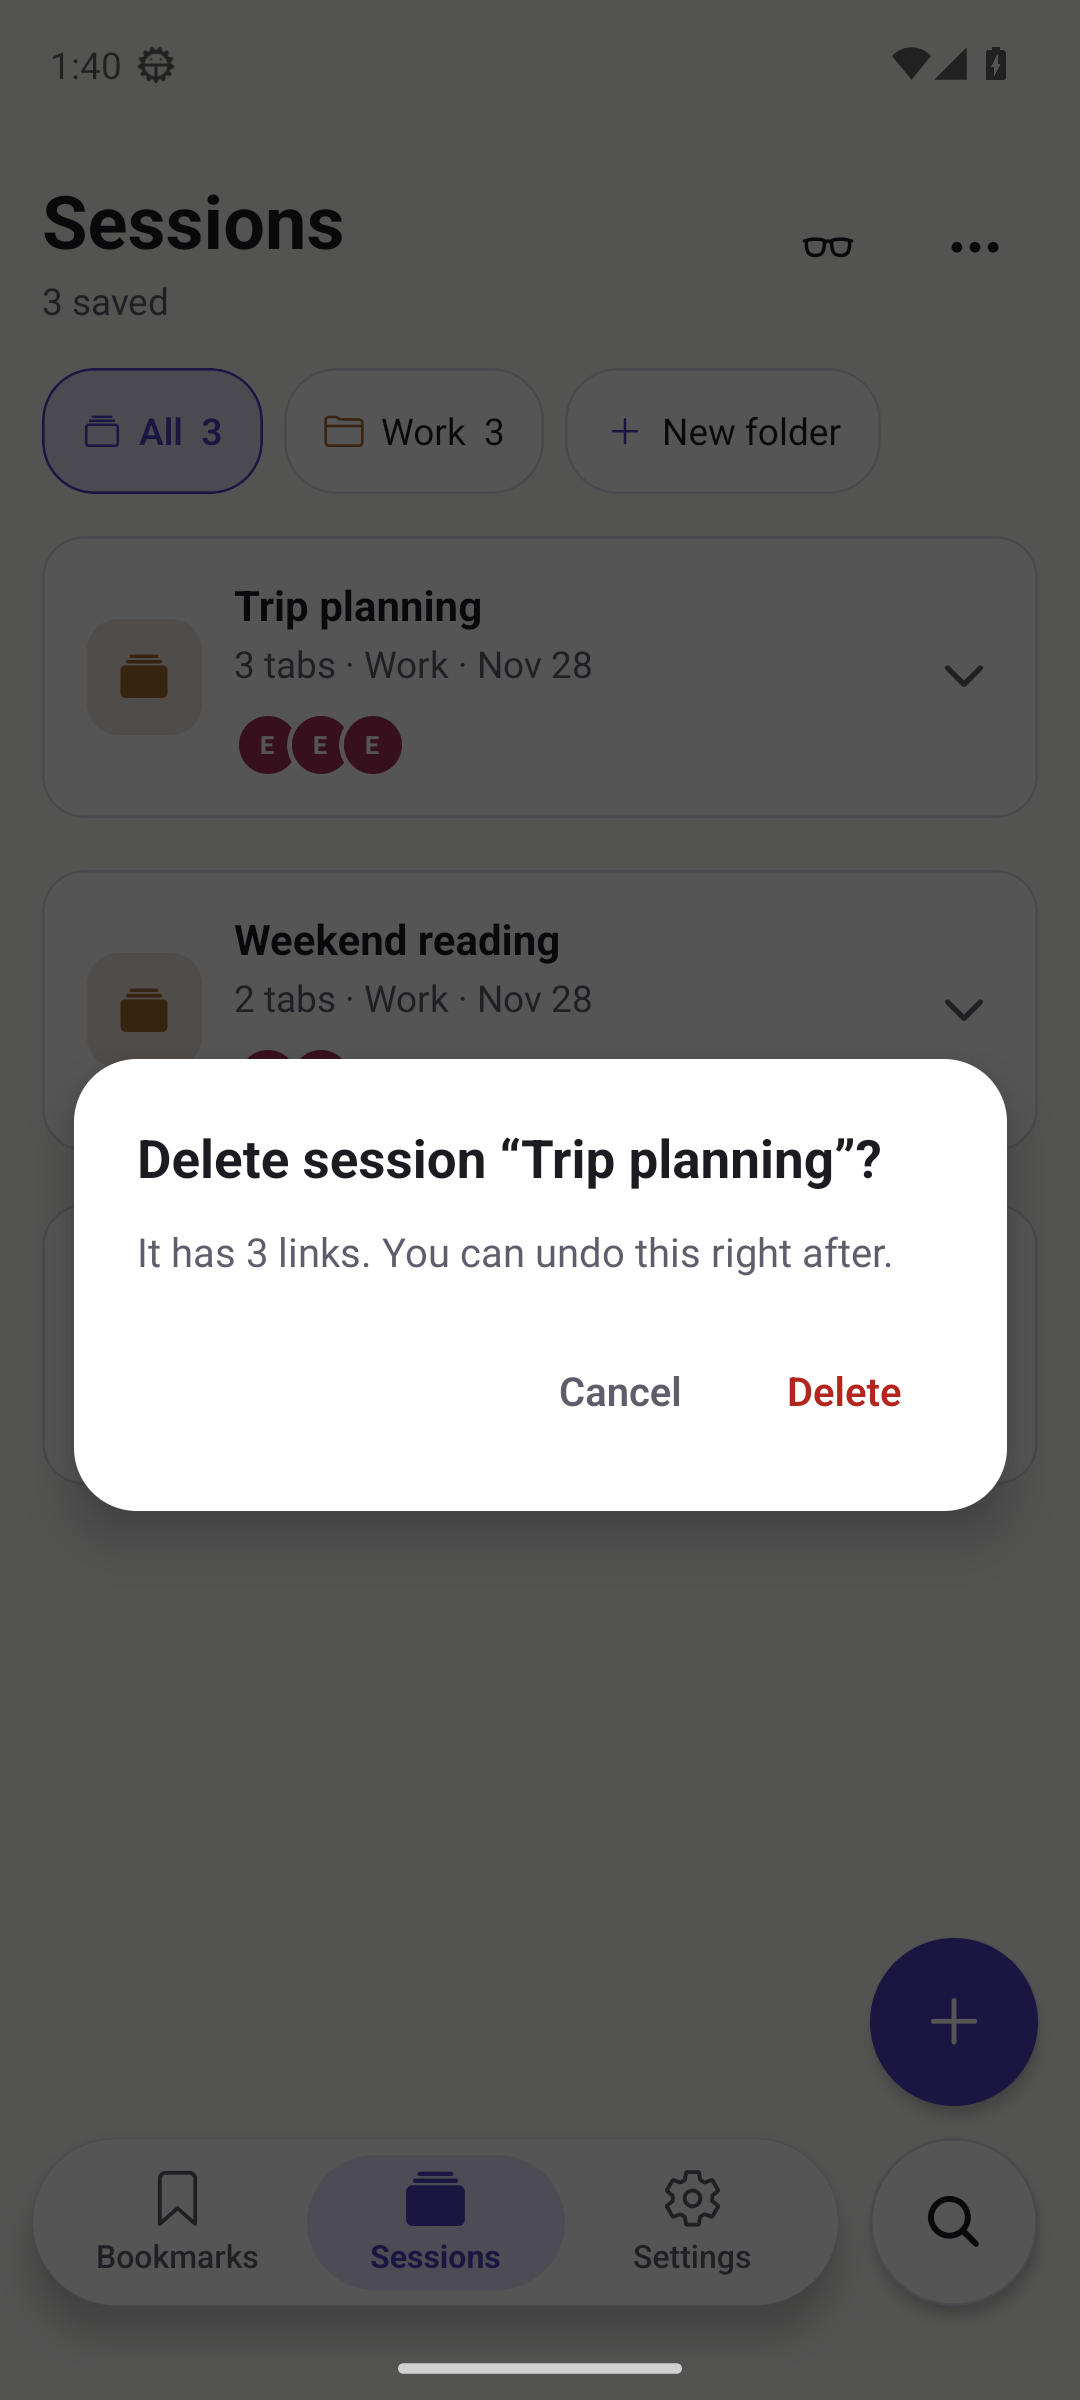 1:40
Sessions
3 saved
All 3
Work 3
New folder
Trip planning
3 tabs · Work · Nov 28
E E E
Weekend reading
2 tabs · Work · Nov 28
Delete session “Trip planning”?
It has 3 links. You can undo this right after.
Cancel
Delete
Bookmarks
Sessions
Settings